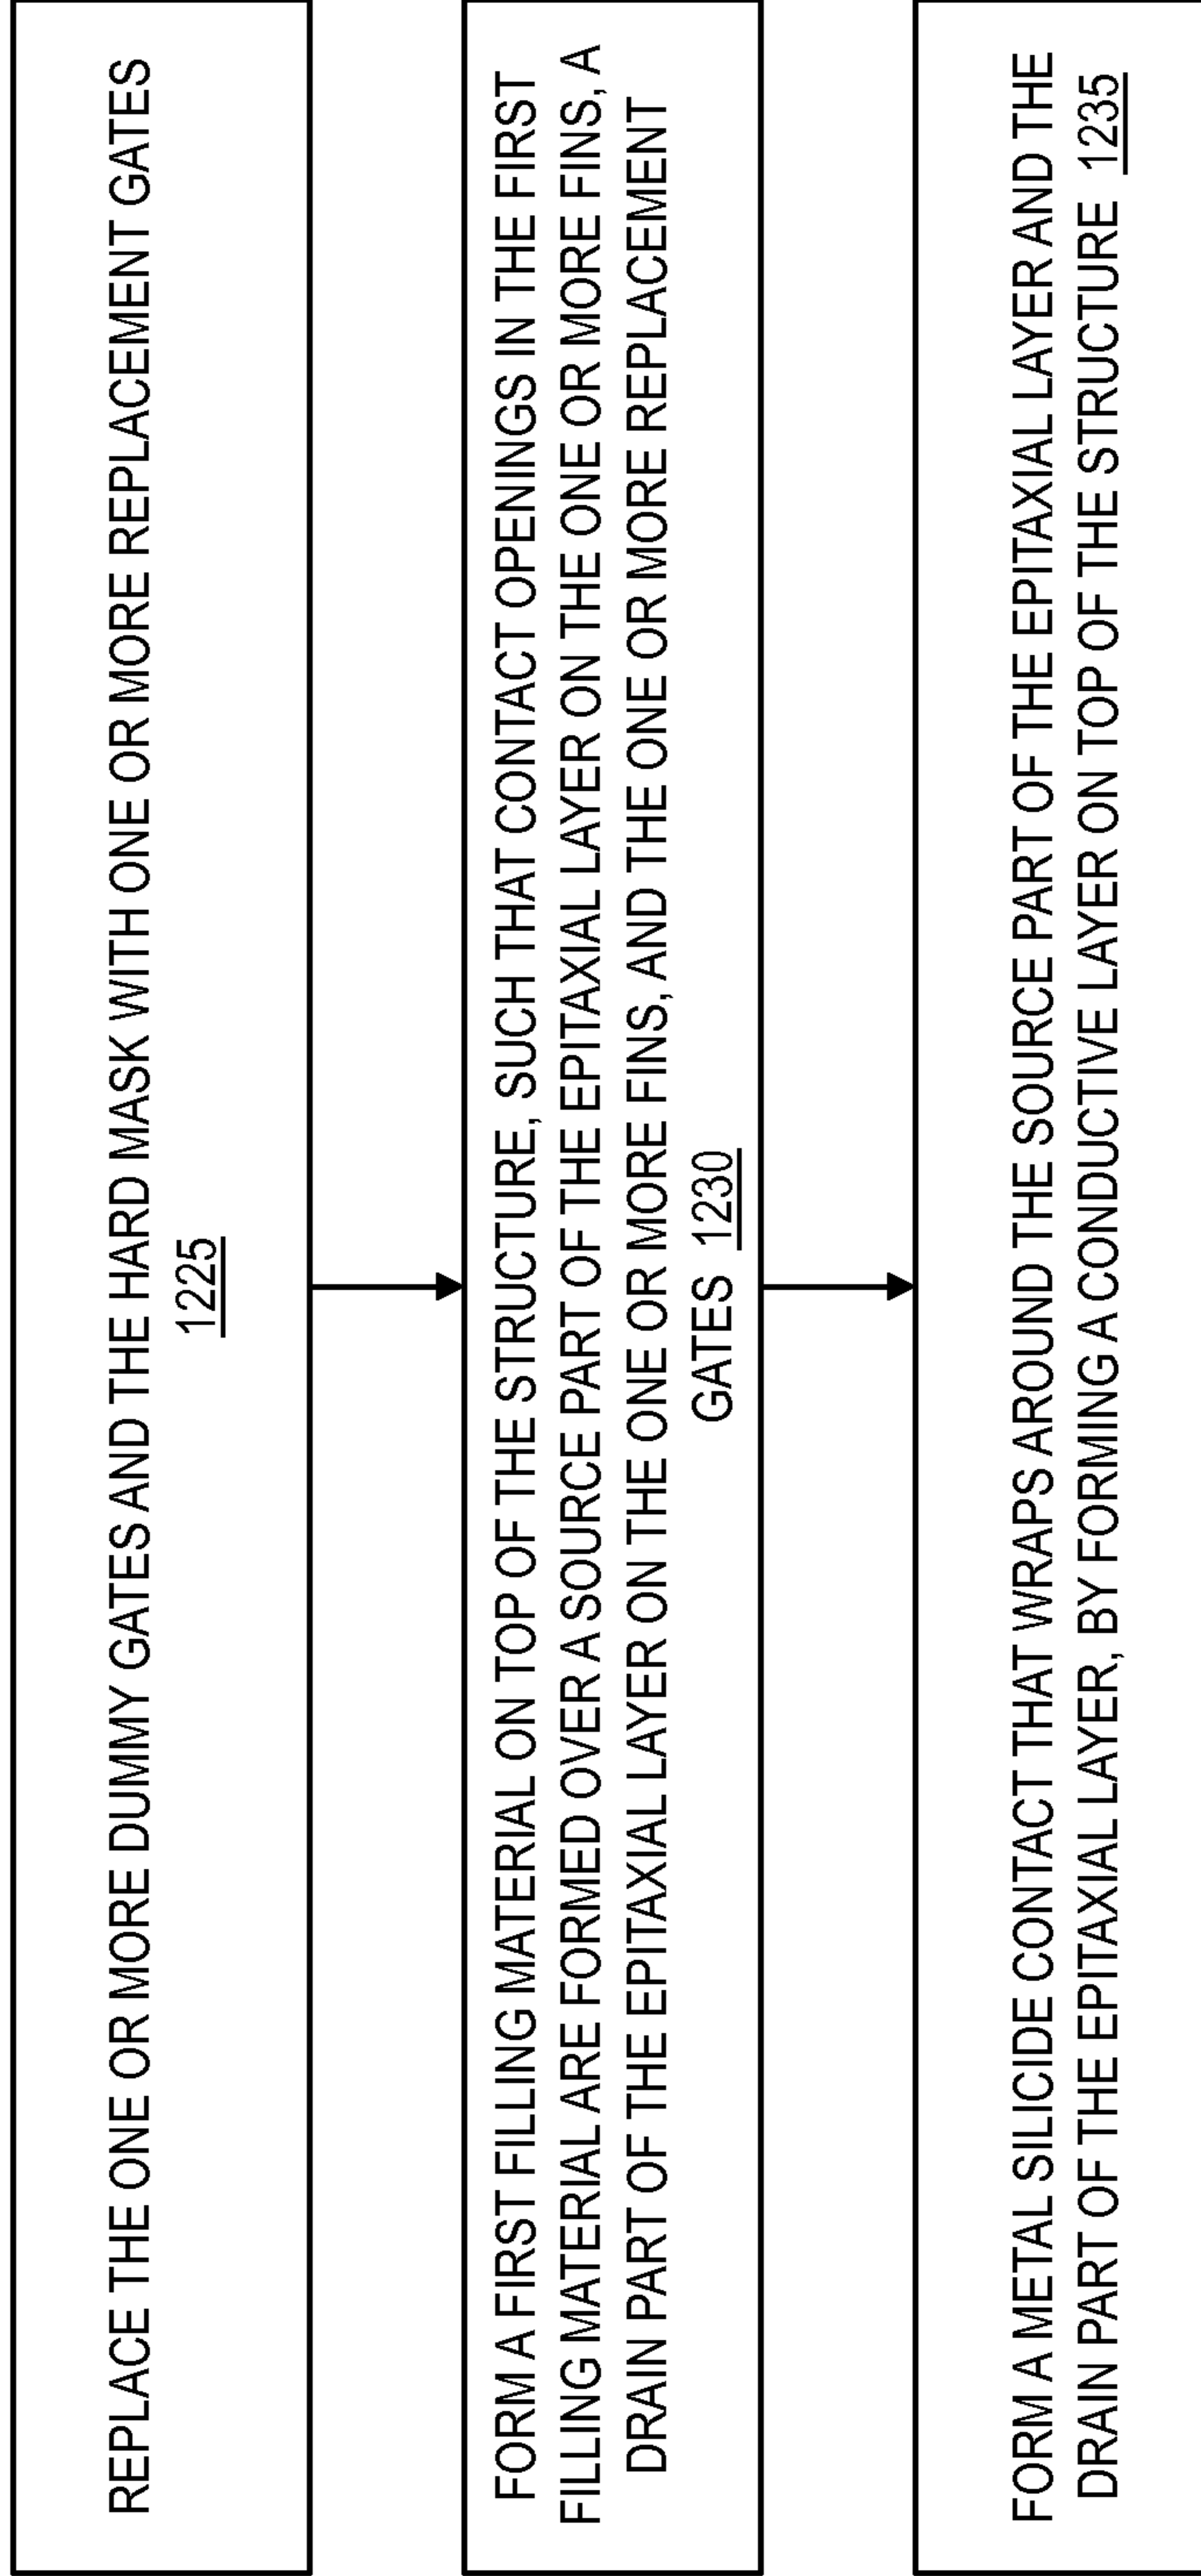 REPLACE THE ONE OR MORE DUMMY GATES AND THE HARD MASK WITH ONE OR MORE REPLACEMENT GATES
1225
FORM A FIRST FILLING MATERIAL ON TOP OF THE STRUCTURE, SUCH THAT CONTACT OPENINGS IN THE FIRST
FILLING MATERIAL ARE FORMED OVER A SOURCE PART OF THE EPITAXIAL LAYER ON THE ONE OR MORE FINS, A
DRAIN PART OF THE EPITAXIAL LAYER ON THE ONE OR MORE FINS, AND THE ONE OR MORE REPLACEMENT
GATES 1230
FORM A METAL SILICIDE CONTACT THAT WRAPS AROUND THE SOURCE PART OF THE EPITAXIAL LAYER AND THE
DRAIN PART OF THE EPITAXIAL LAYER, BY FORMING A CONDUCTIVE LAYER ON TOP OF THE STRUCTURE 1235